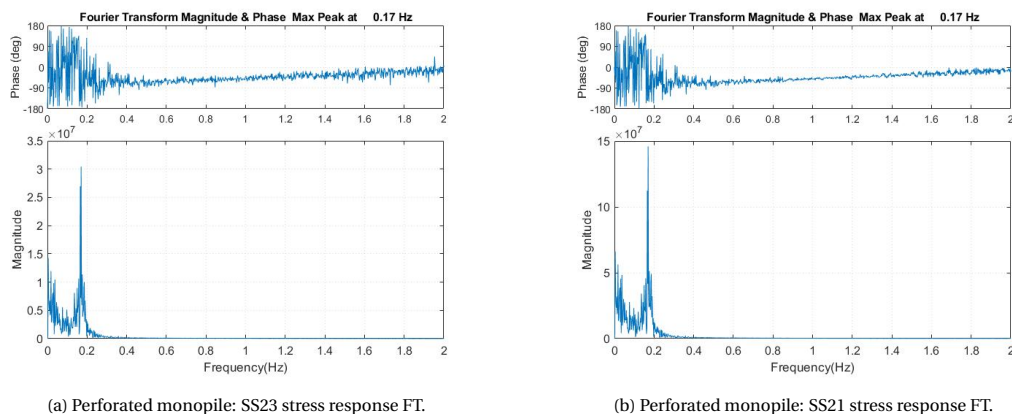 Fourier Transform Magnitude & Phase Max Peak at 0.17 Hz
Phase (deg)
180
90
0
-90
-180
0 0.2 0.4 0.6 0.8 1 1.2 1.4 1.6 1.8 2
×10^7
Magnitude
3.5
3
2.5
2
1.5
1
0.5
0
0 0.2 0.4 0.6 0.8 1 1.2 1.4 1.6 1.8 2
Frequency(Hz)
(a) Perforated monopile: SS23 stress response FT.
Fourier Transform Magnitude & Phase Max Peak at 0.17 Hz
Phase (deg)
180
90
0
-90
-180
0 0.2 0.4 0.6 0.8 1 1.2 1.4 1.6 1.8 2
×10^7
Magnitude
15
10
5
0
0 0.2 0.4 0.6 0.8 1 1.2 1.4 1.6 1.8 2
Frequency(Hz)
(b) Perforated monopile: SS21 stress response FT.